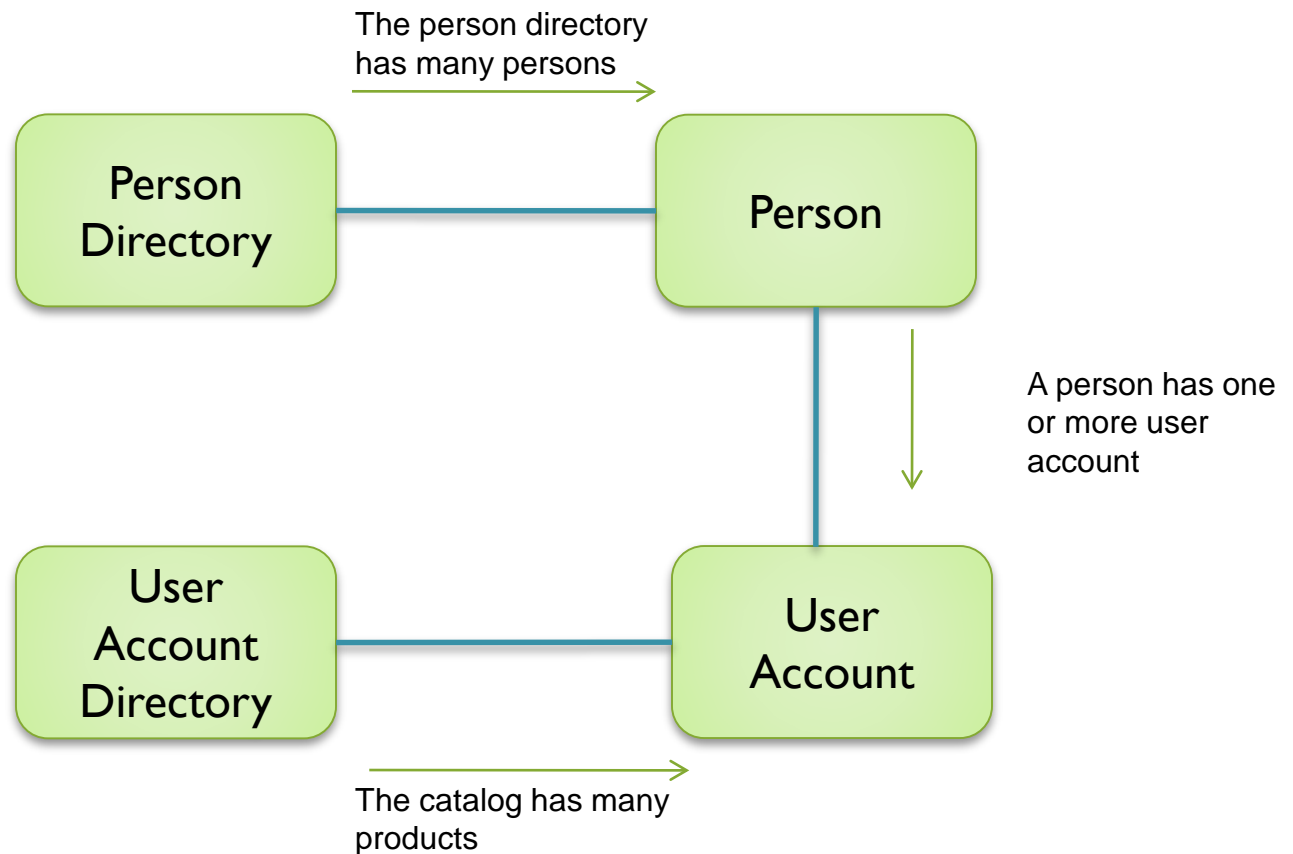 The person directory
has many persons
Person
Directory
Person
A person has one
or more user
account
User
Account
Directory
User
Account
The catalog has many
products